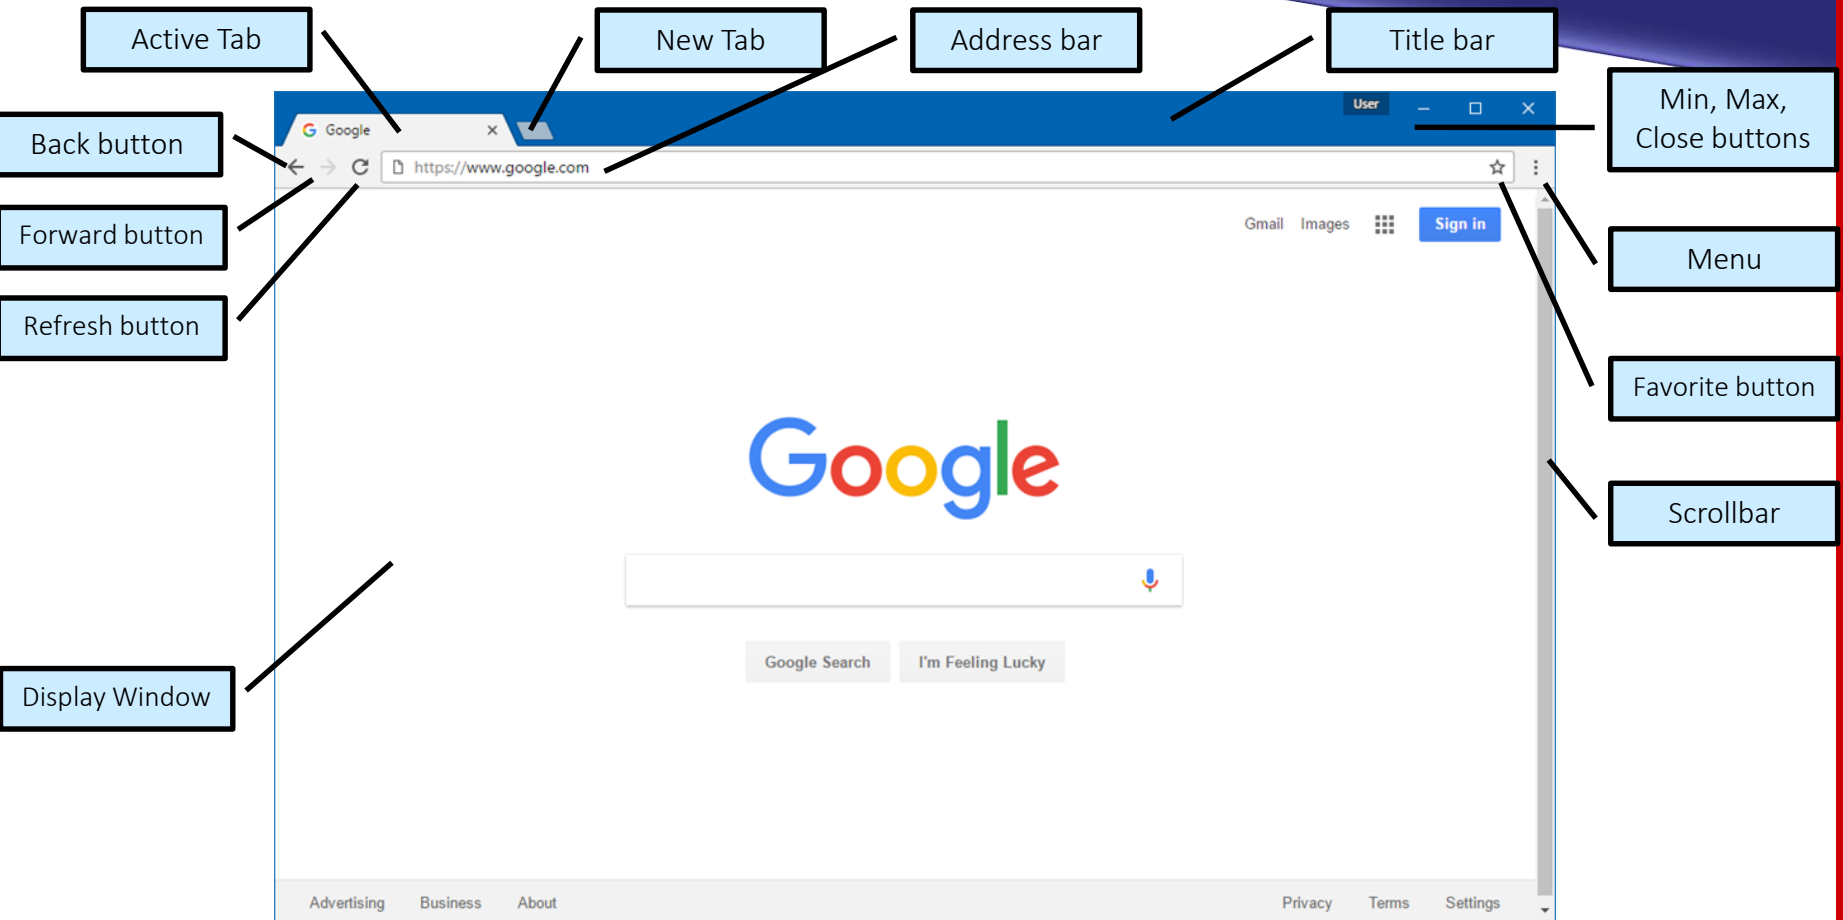 Active Tab
New Tab
Address bar
Title bar
Min, Max,
Close buttons
User
Google
Back button
https://www.google.com
Forward button
Gmail Images
Sign in
Menu
Refresh button
Favorite button
Google
Scrollbar
Google Search
I'm Feeling Lucky
Display Window
Advertising Business About
Privacy Terms Settings